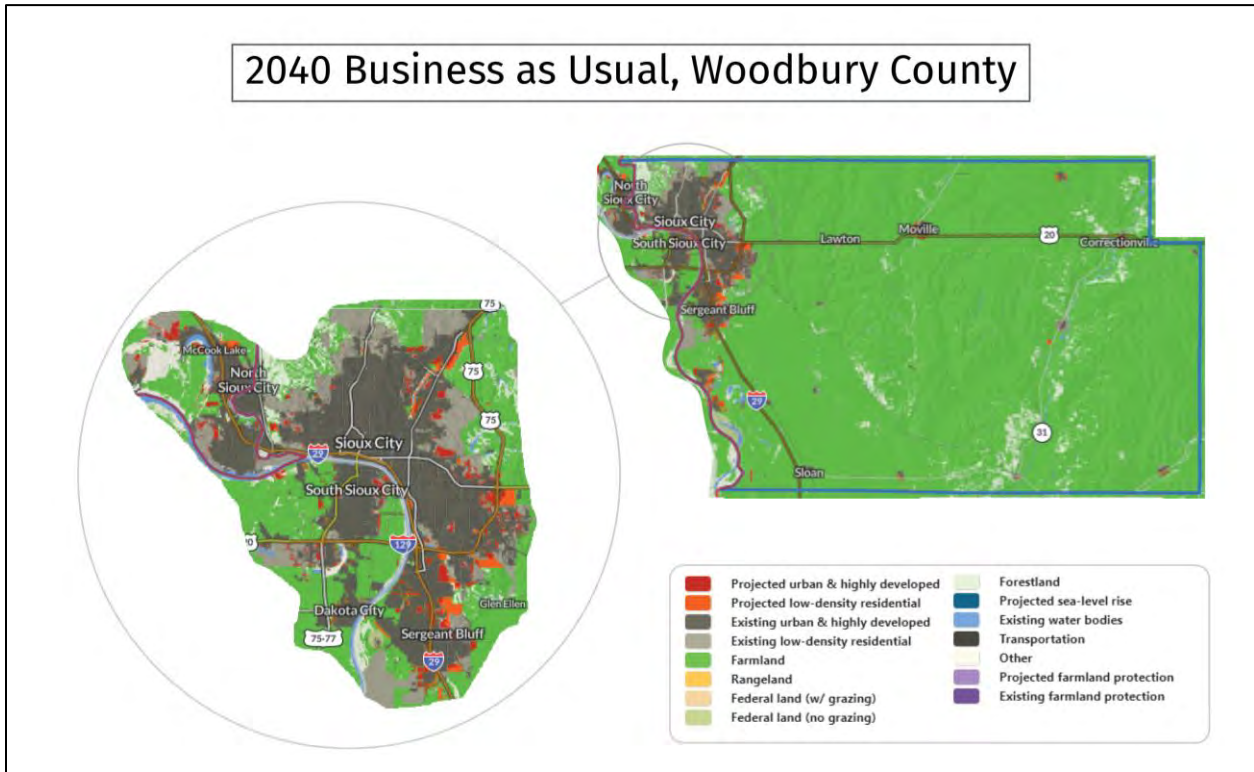 2040 Business as Usual, Woodbury County
North
Sioux City
Sioux City
South Sioux City
Lawton
Moville
20
Correctionville
Sergeant Bluff
29
31
Sloan
75
McCook Lake
North
Sioux City
75
75
Sioux City
29
South Sioux City
129
Dakota City
Glen Ellen
75-77
Sergeant Bluff
29
Projected urban & highly developed
Projected low-density residential
Existing urban & highly developed
Existing low-density residential
Farmland
Rangeland
Federal land (w/ grazing)
Federal land (no grazing)
Forestland
Projected sea-level rise
Existing water bodies
Transportation
Other
Projected farmland protection
Existing farmland protection